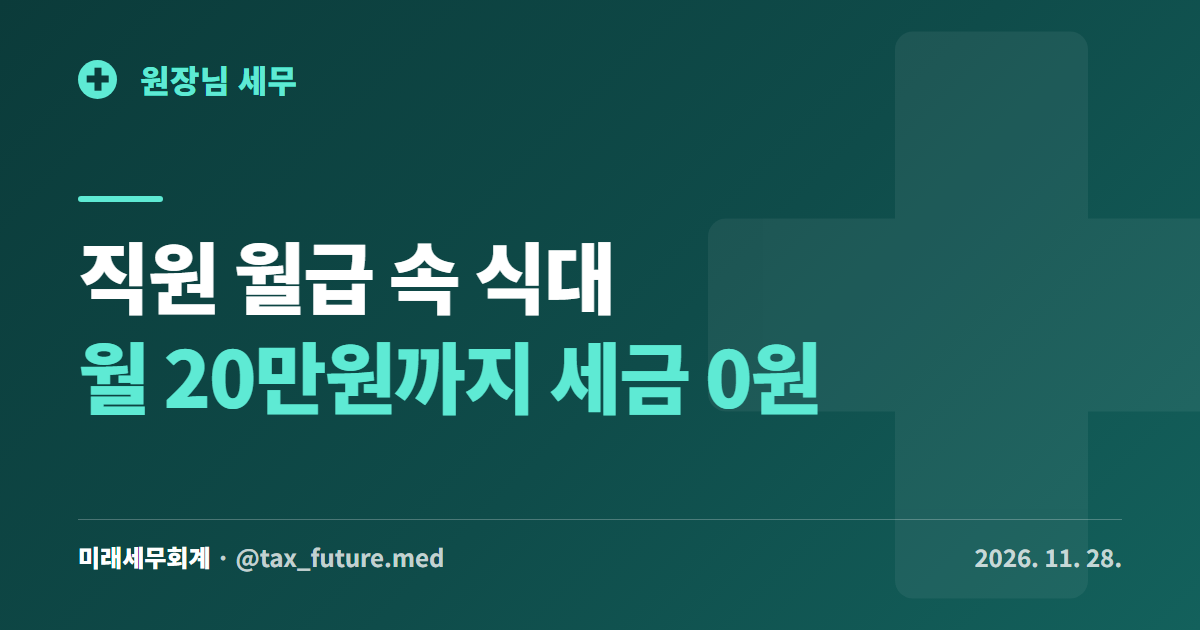 원장님 세무
직원 월급 속 식대
월 20만원까지 세금 0원
미래세무회계 · @tax_future.med
2026. 11. 28.